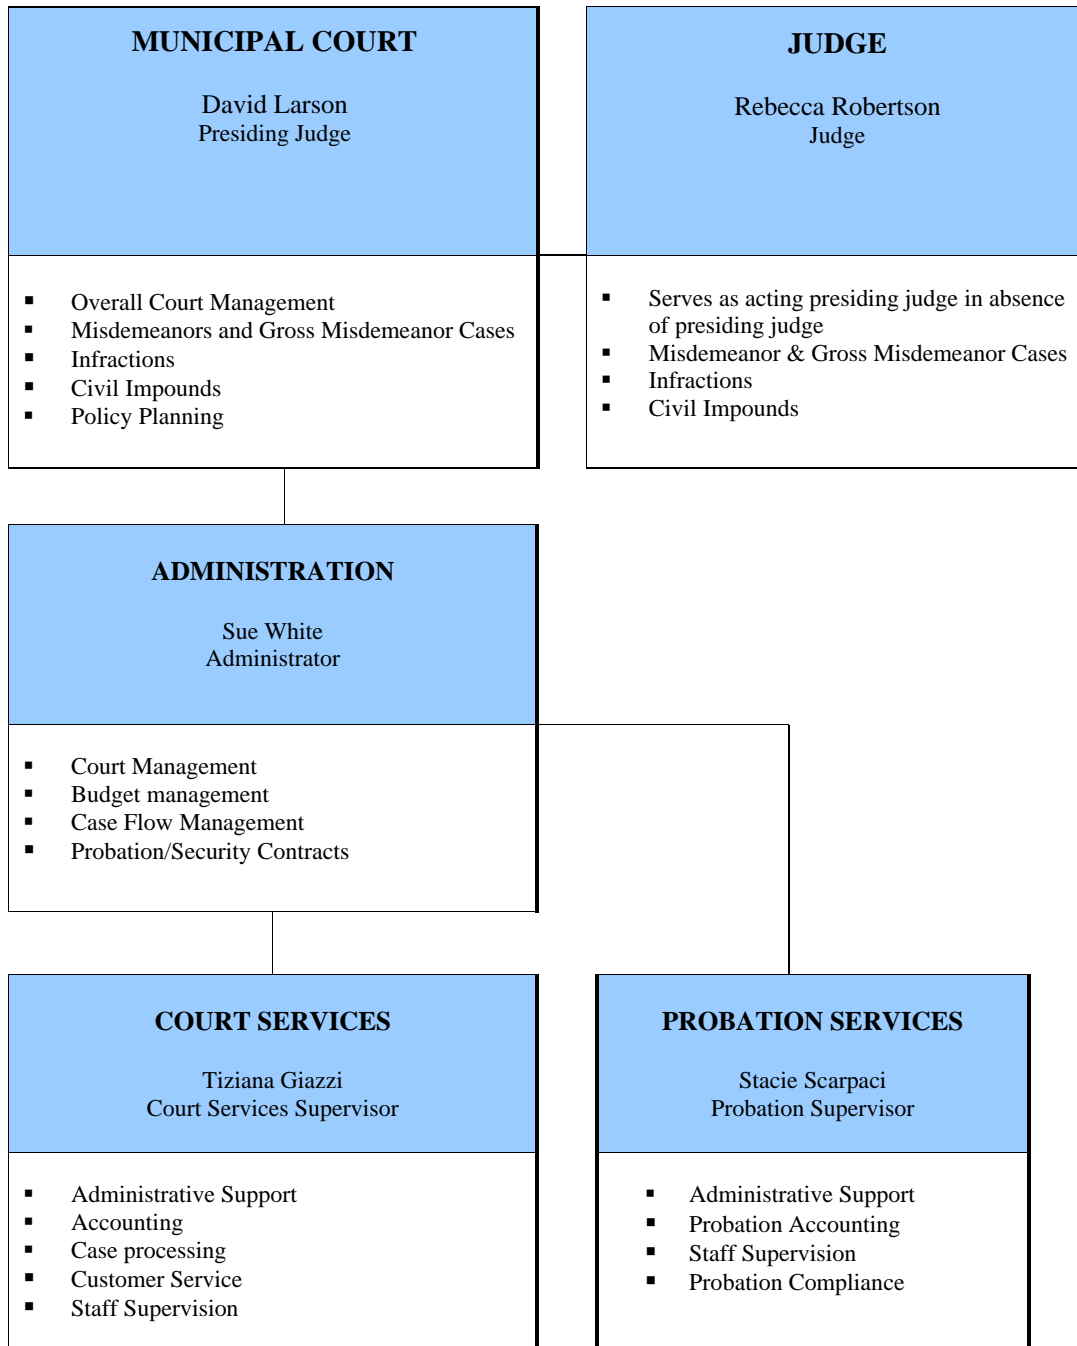 MUNICIPAL COURT
David Larson
Presiding Judge
▪ Overall Court Management
▪ Misdemeanors and Gross Misdemeanor Cases
▪ Infractions
▪ Civil Impounds
▪ Policy Planning
JUDGE
Rebecca Robertson
Judge
▪ Serves as acting presiding judge in absence
of presiding judge
▪ Misdemeanor & Gross Misdemeanor Cases
▪ Infractions
▪ Civil Impounds
ADMINISTRATION
Sue White
Administrator
▪ Court Management
▪ Budget management
▪ Case Flow Management
▪ Probation/Security Contracts
COURT SERVICES
Tiziana Giazzi
Court Services Supervisor
▪ Administrative Support
▪ Accounting
▪ Case processing
▪ Customer Service
▪ Staff Supervision
PROBATION SERVICES
Stacie Scarpaci
Probation Supervisor
▪ Administrative Support
▪ Probation Accounting
▪ Staff Supervision
▪ Probation Compliance